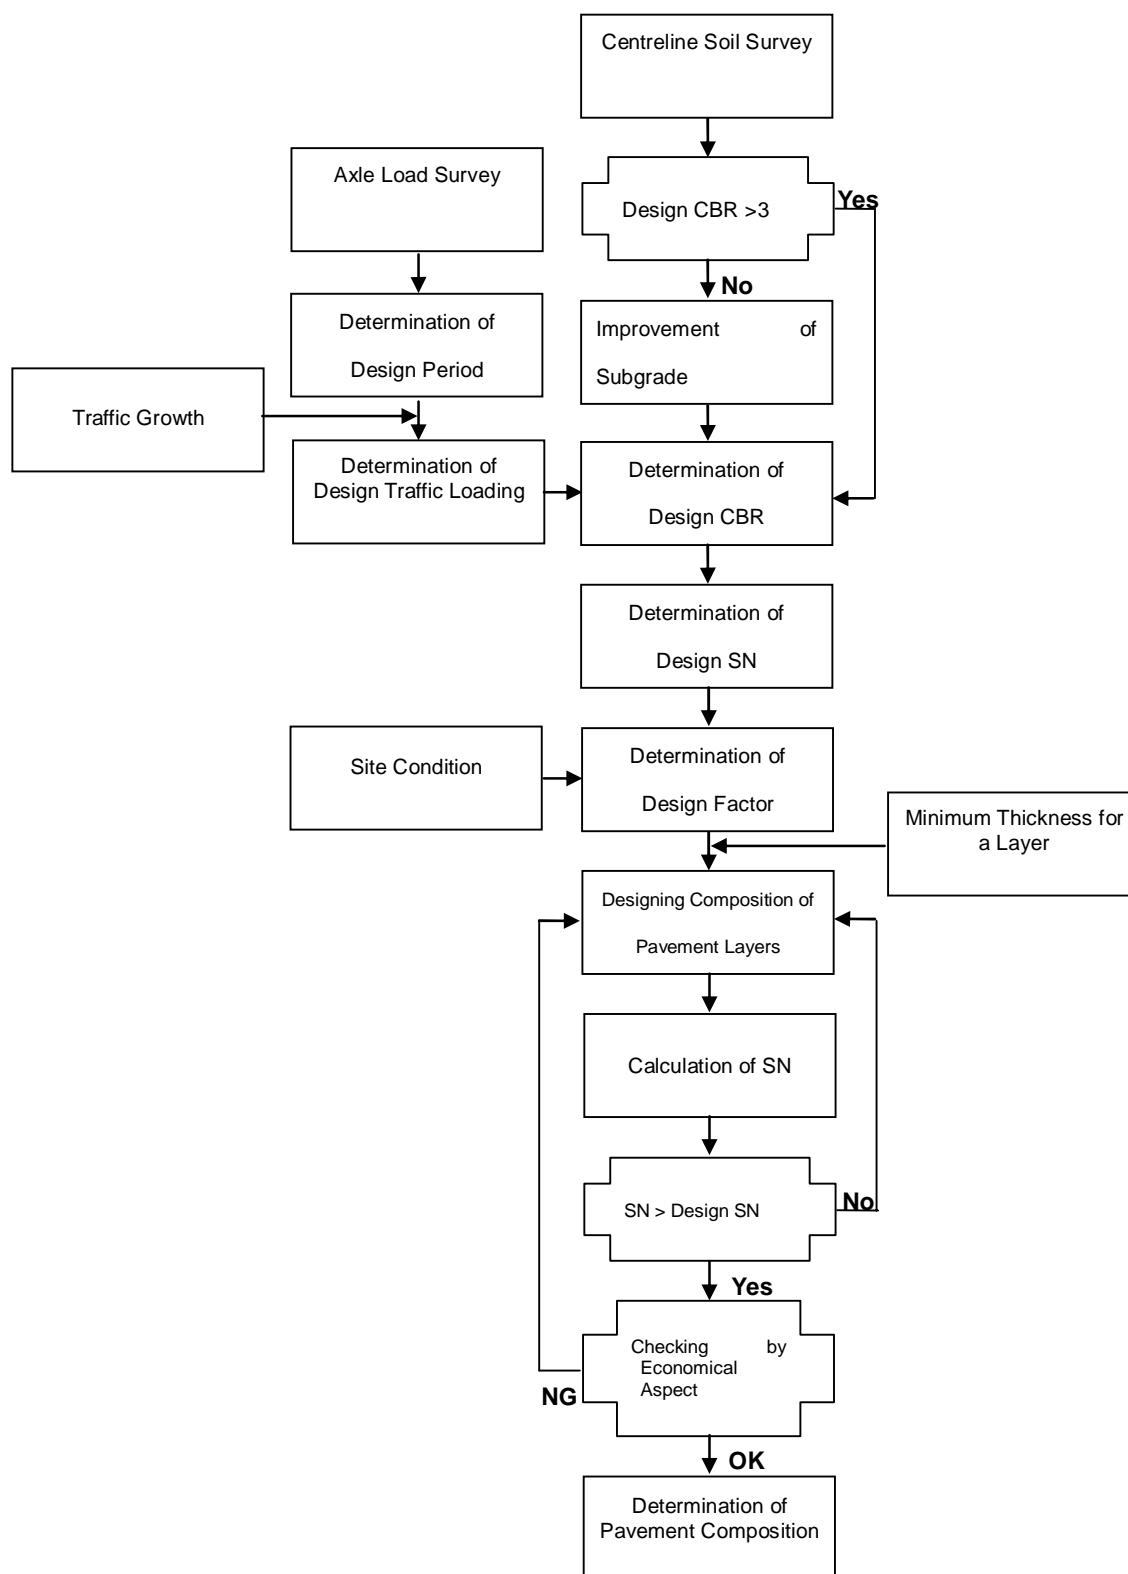 Centreline Soil Survey
Axle Load Survey
Design CBR >3
Yes
No
Determination of
Design Period
Improvement of
Subgrade
Traffic Growth
Determination of
Design Traffic Loading
Determination of
Design CBR
Determination of
Design SN
Site Condition
Determination of
Design Factor
Minimum Thickness for
a Layer
Designing Composition of
Pavement Layers
Calculation of SN
SN > Design SN
No
Yes
Checking by
Economical
Aspect
NG
OK
Determination of
Pavement Composition